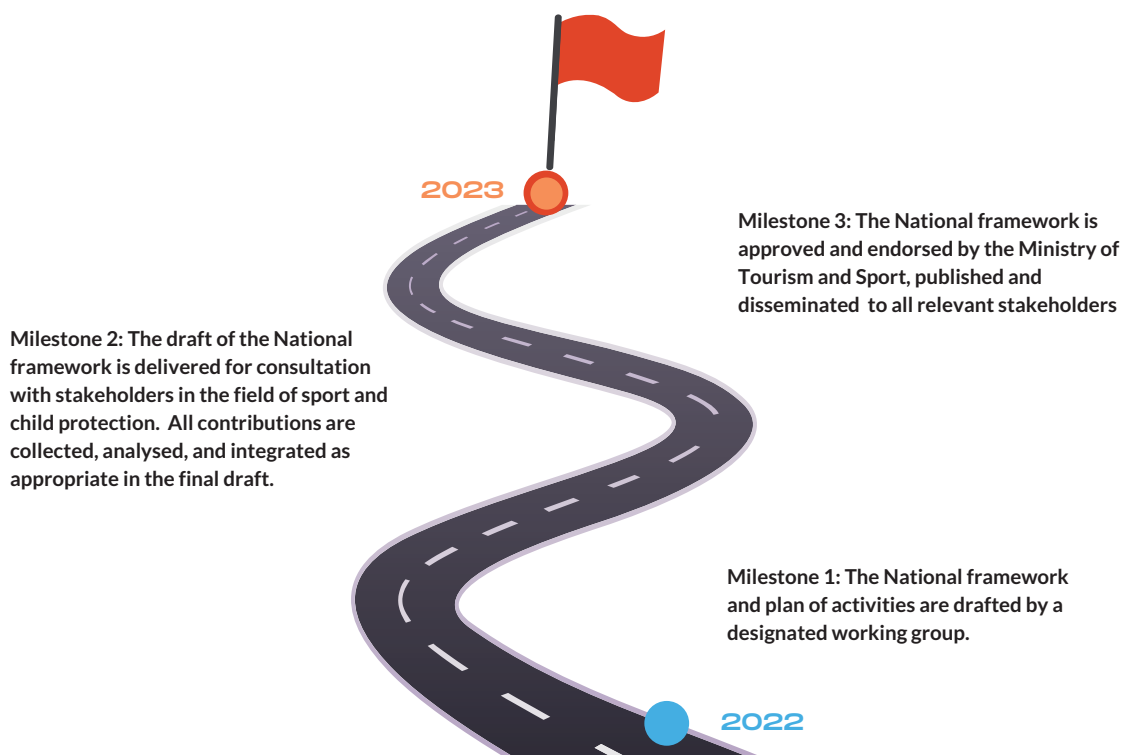 2023
Milestone 3: The National framework is
approved and endorsed by the Ministry of
Tourism and Sport, published and
disseminated  to all relevant stakeholders
Milestone 2: The draft of the National
framework is delivered for consultation
with stakeholders in the field of sport and
child protection.  All contributions are
collected, analysed, and integrated as
appropriate in the final draft.
Milestone 1: The National framework
and plan of activities are drafted by a
designated working group.
2022